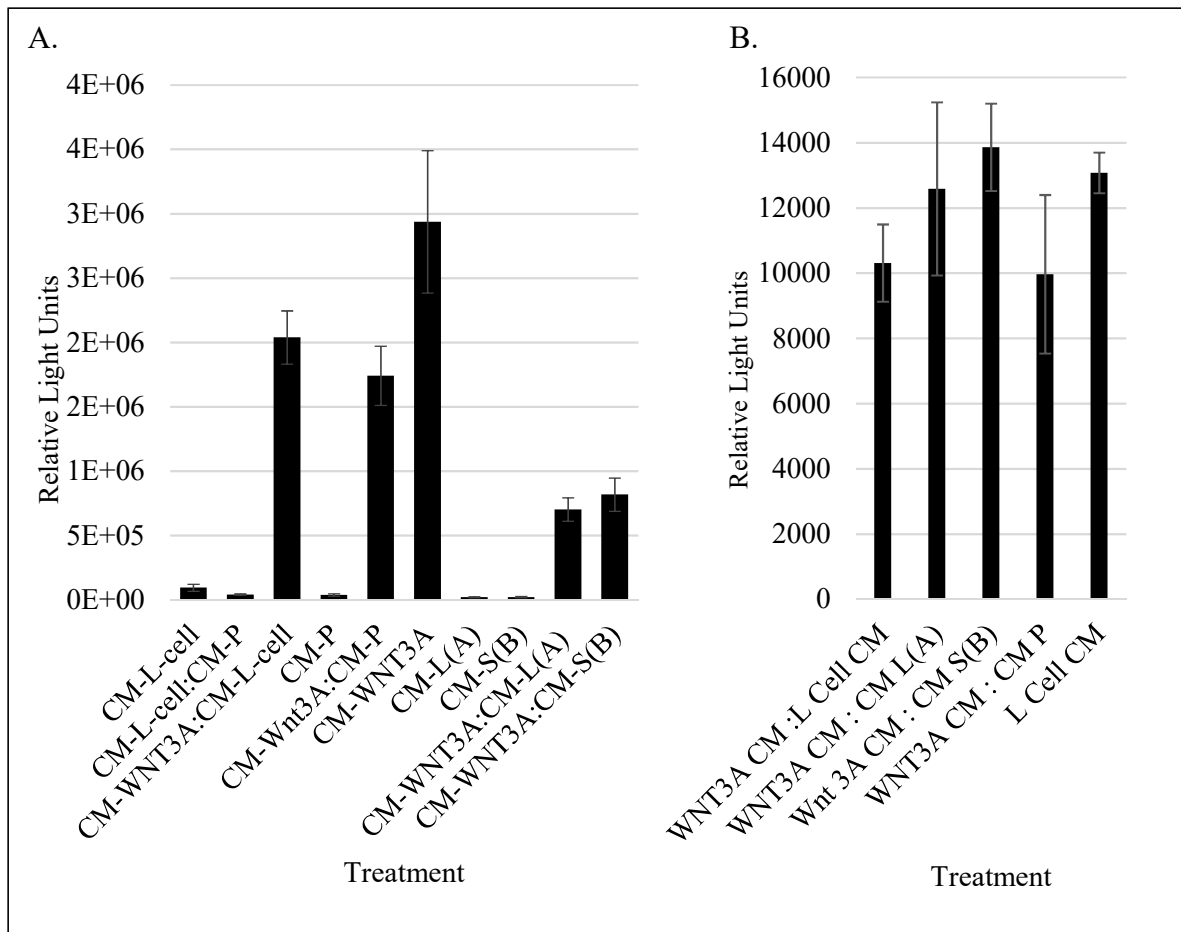 A.
Relative Light Units
4E+06
4E+06
3E+06
3E+06
2E+06
2E+06
1E+06
5E+05
0E+00
CM-L-cell
CM-L-cell:CM-P
CM-WNT3A:CM-L-cell
CM-P
CM-Wnt3A:CM-P
CM-WNT3A
CM-L(A)
CM-S(B)
CM-WNT3A:CM-L(A)
CM-WNT3A:CM-S(B)
Treatment
B.
Relative Light Units
16000
14000
12000
10000
8000
6000
4000
2000
0
WNT3A CM :L Cell CM
WNT3A CM : CM L(A)
Wnt 3A CM : CM S(B)
WNT3A CM : CM P
L Cell CM
Treatment